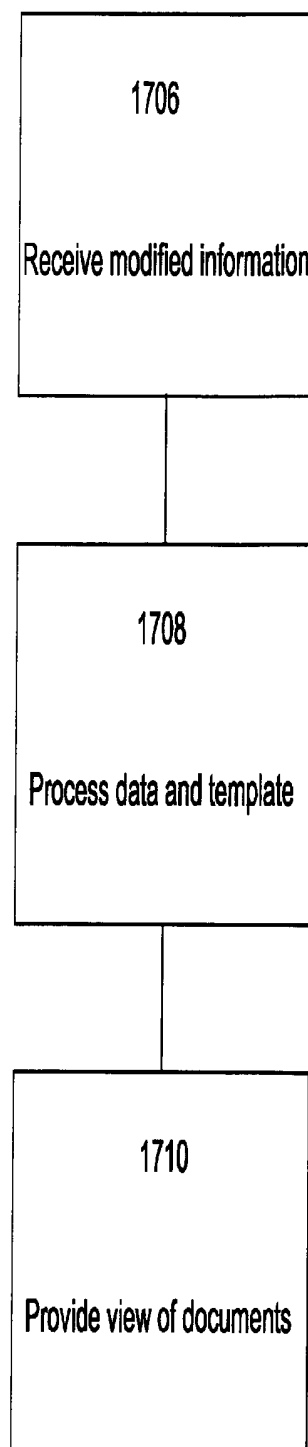 1706
Receive modified information
1708
Process data and template
1710
Provide view of documents